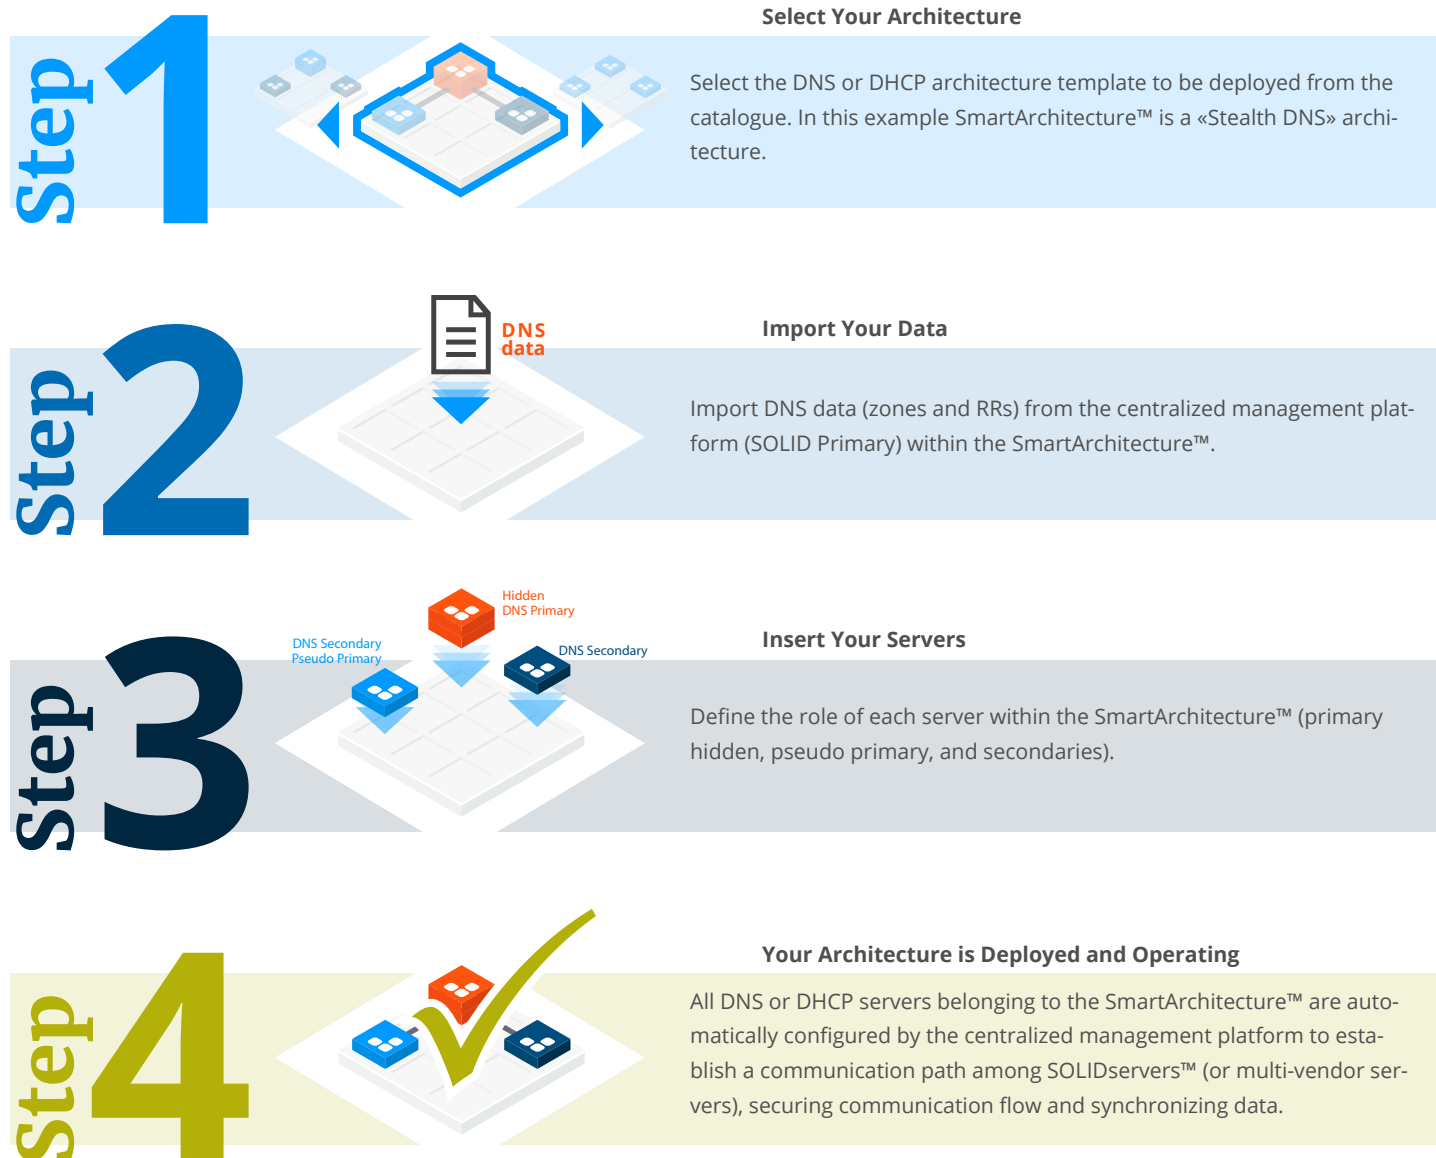 Step 1
Select Your Architecture
Select the DNS or DHCP architecture template to be deployed from the
catalogue. In this example SmartArchitecture™ is a «Stealth DNS» archi-
tecture.
Step 2
DNS
data
Import Your Data
Import DNS data (zones and RRs) from the centralized management plat-
form (SOLID Primary) within the SmartArchitecture™.
Step 3
Hidden
DNS Primary
DNS Secondary
Pseudo Primary
DNS Secondary
Insert Your Servers
Define the role of each server within the SmartArchitecture™ (primary
hidden, pseudo primary, and secondaries).
Step 4
Your Architecture is Deployed and Operating
All DNS or DHCP servers belonging to the SmartArchitecture™ are auto-
matically configured by the centralized management platform to esta-
blish a communication path among SOLIDservers™ (or multi-vendor ser-
vers), securing communication flow and synchronizing data.